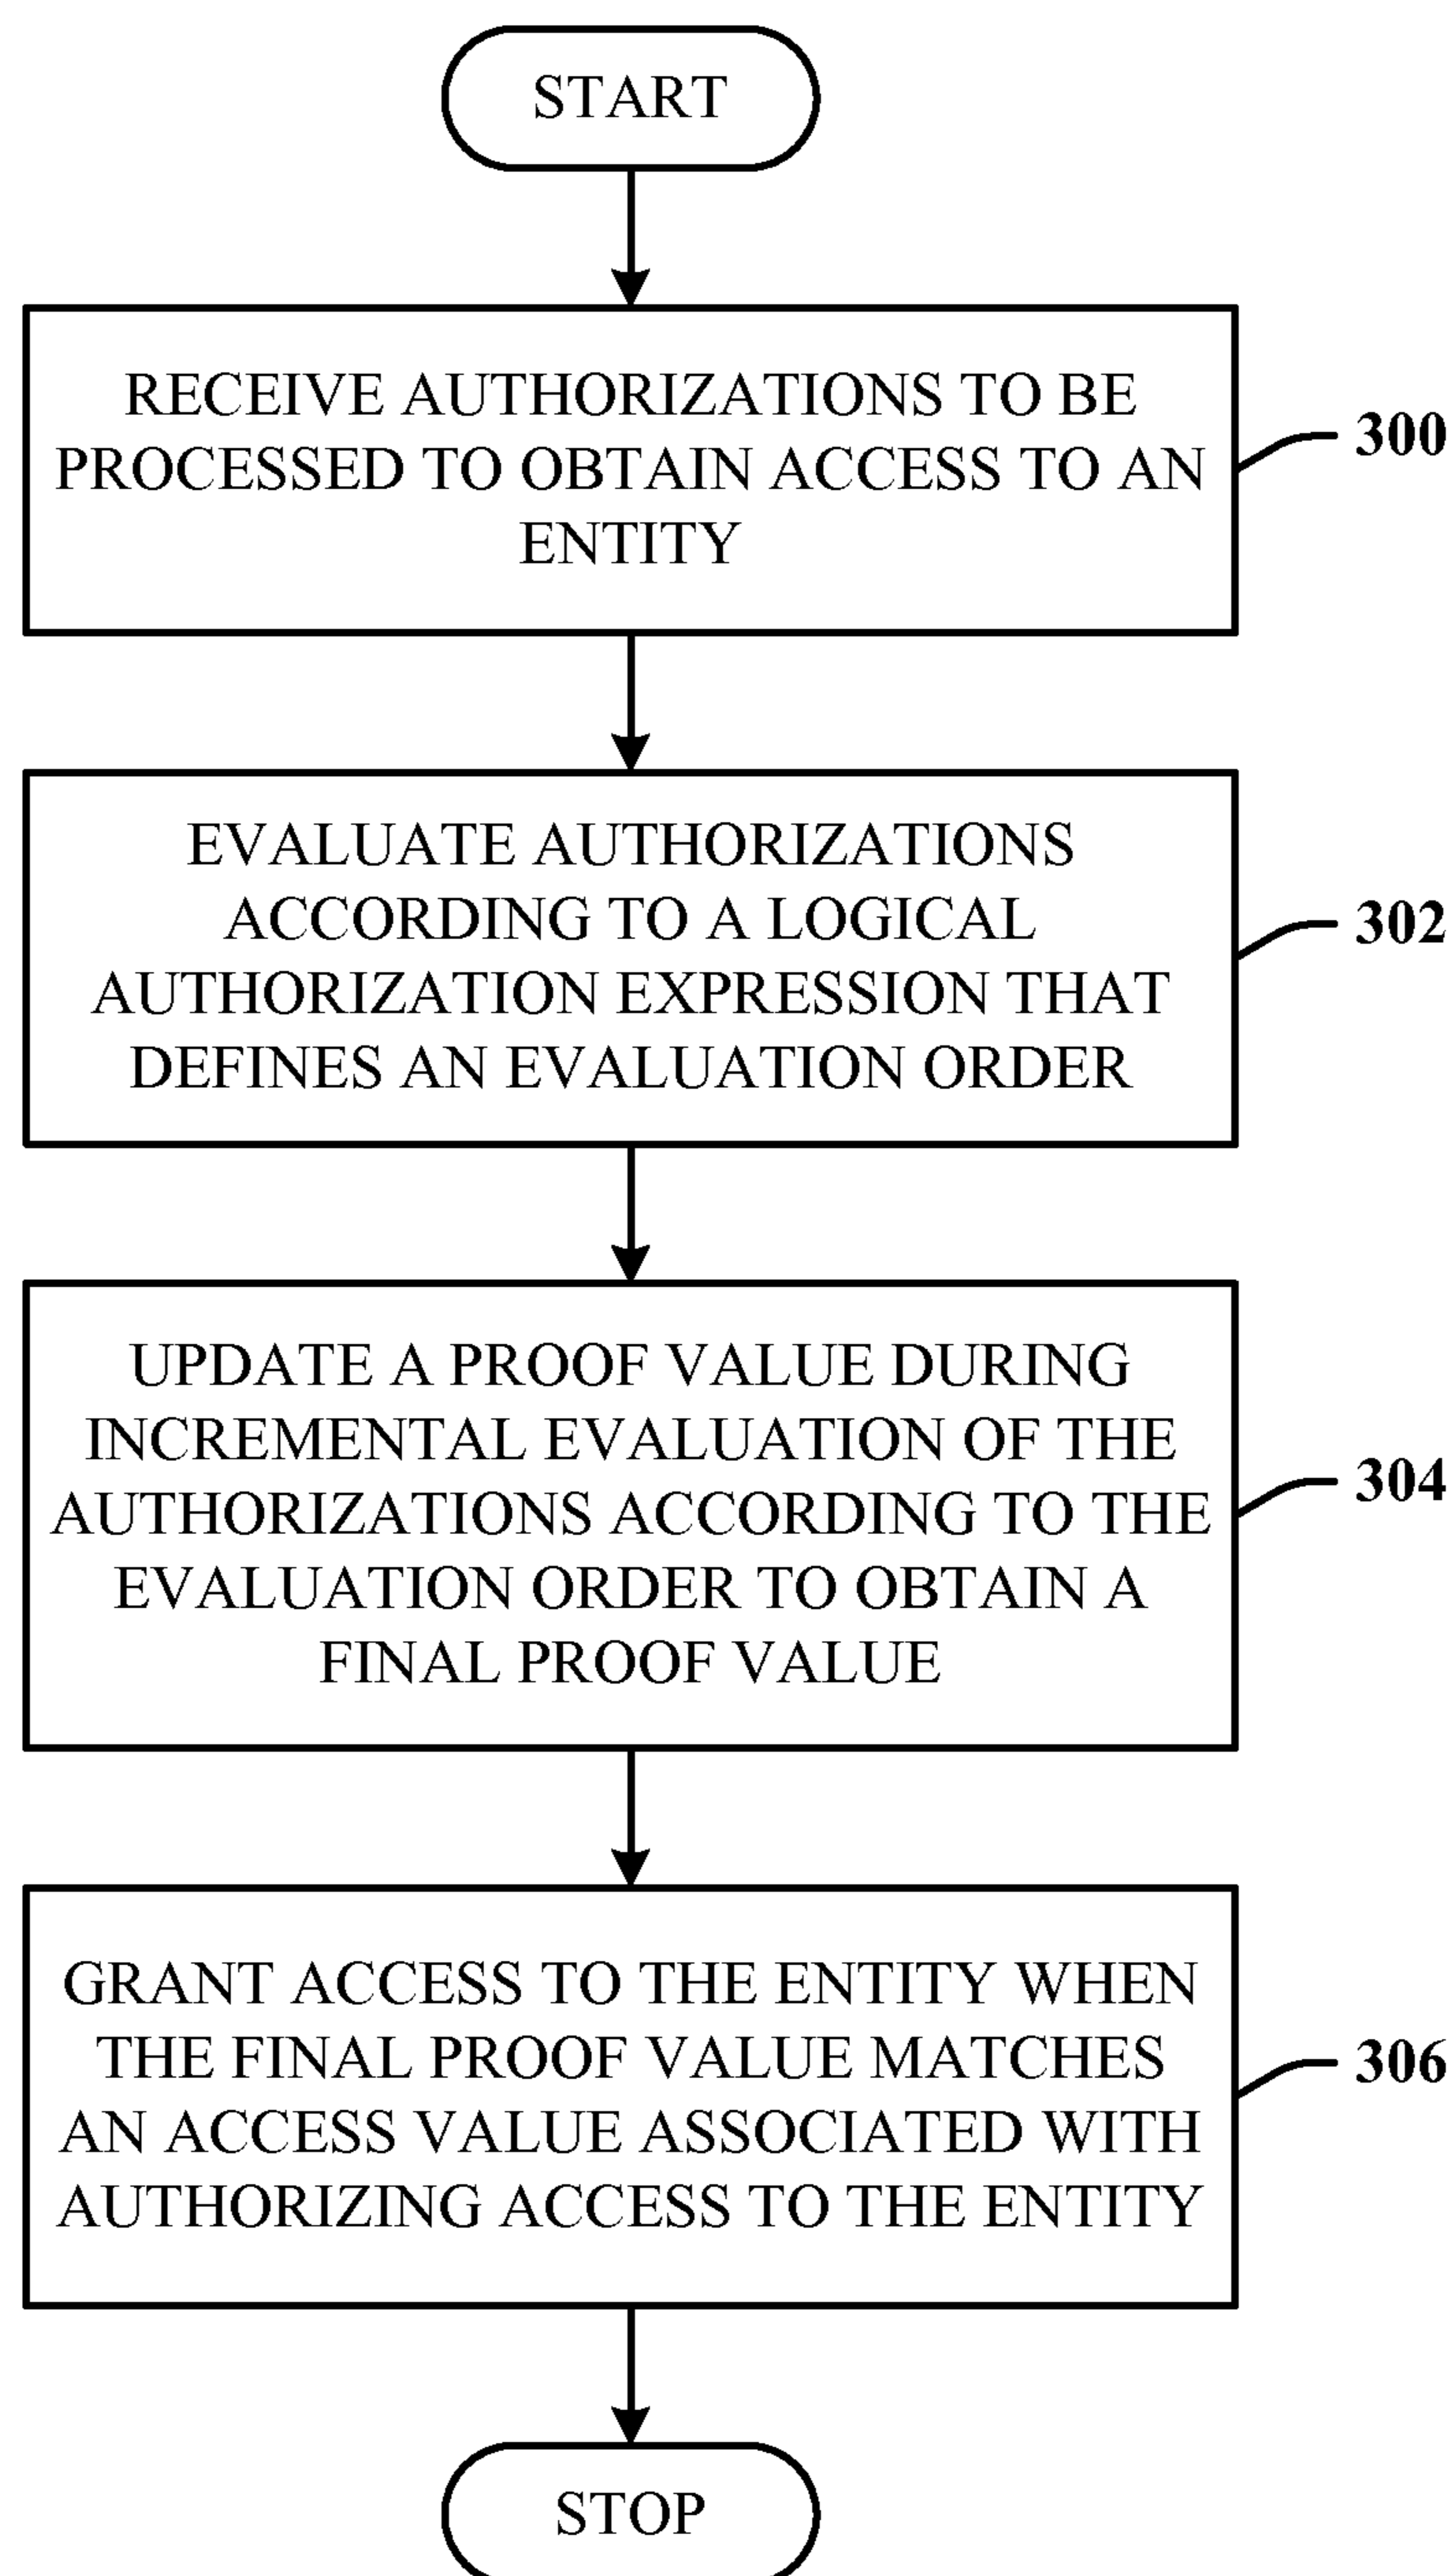 START
RECEIVE AUTHORIZATIONS TO BE
PROCESSED TO OBTAIN ACCESS TO AN
ENTITY
300
EVALUATE AUTHORIZATIONS
ACCORDING TO A LOGICAL
AUTHORIZATION EXPRESSION THAT
DEFINES AN EVALUATION ORDER
302
UPDATE A PROOF VALUE DURING
INCREMENTAL EVALUATION OF THE
AUTHORIZATIONS ACCORDING TO THE
EVALUATION ORDER TO OBTAIN A
FINAL PROOF VALUE
304
GRANT ACCESS TO THE ENTITY WHEN
THE FINAL PROOF VALUE MATCHES
AN ACCESS VALUE ASSOCIATED WITH
AUTHORIZING ACCESS TO THE ENTITY
306
STOP